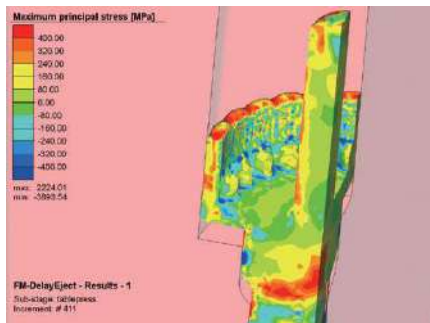 Maximum principal stress [MPa]
400.00
320.00
240.00
160.00
80.00
0.00
-80.00
-160.00
-240.00
-320.00
-400.00
max: 2224.01
min: -3893.54
FM-DelayEject - Results - 1
Sub-stage: tablepress
Increment: # 411